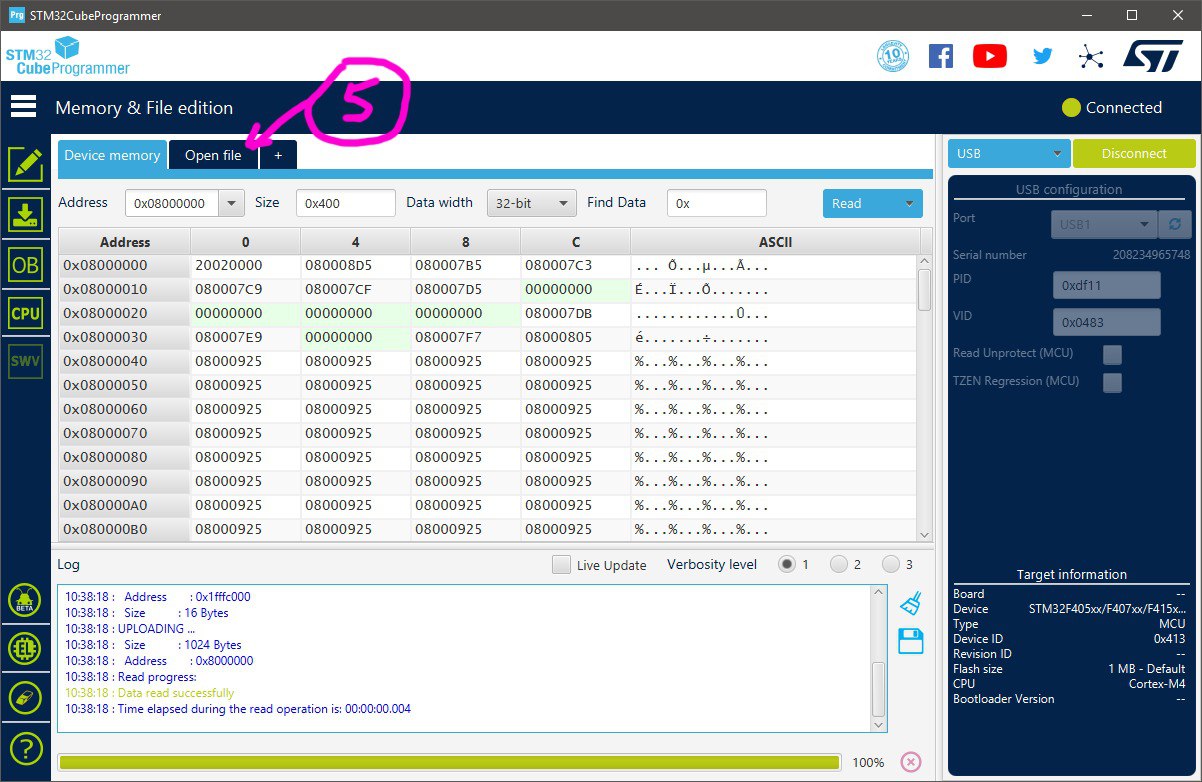 Prg STM32CubeProgrammer
STM32
CubeProgrammer
10
ST
Memory & File edition
5
Connected
Device memory Open file +
USB Disconnect
Address 0x08000000 Size 0x400 Data width 32-bit Find Data 0x Read
Address 0 4 8 C ASCII
0x08000000 20020000 080008D5 080007B5 080007C3 ... Õ...µ...Ã...
0x08000010 080007C9 080007CF 080007D5 00000000 É...Ï...Õ.......
0x08000020 00000000 00000000 00000000 080007DB ............Û...
0x08000030 080007E9 00000000 080007F7 08000805 é.......÷.......
0x08000040 08000925 08000925 08000925 08000925 %...%...%...%...
0x08000050 08000925 08000925 08000925 08000925 %...%...%...%...
0x08000060 08000925 08000925 08000925 08000925 %...%...%...%...
0x08000070 08000925 08000925 08000925 08000925 %...%...%...%...
0x08000080 08000925 08000925 08000925 08000925 %...%...%...%...
0x08000090 08000925 08000925 08000925 08000925 %...%...%...%...
0x080000A0 08000925 08000925 08000925 08000925 %...%...%...%...
0x080000B0 08000925 08000925 08000925 08000925 %...%...%...%...
OB
CPU
SWV
BETA
EL
?
Log Live Update Verbosity level 1 2 3
10:38:18 : Address : 0x1fffc000
10:38:18 : Size : 16 Bytes
10:38:18 : UPLOADING ...
10:38:18 : Size : 1024 Bytes
10:38:18 : Address : 0x8000000
10:38:18 : Read progress:
10:38:18 : Data read successfully
10:38:18 : Time elapsed during the read operation is: 00:00:00.004
100%
USB configuration
Port USB1
Serial number 208234965748
PID 0xdf11
VID 0x0483
Read Unprotect (MCU)
TZEN Regression (MCU)
Target information
Board --
Device STM32F405xx/F407xx/F415x...
Type MCU
Device ID 0x413
Revision ID --
Flash size 1 MB - Default
CPU Cortex-M4
Bootloader Version --